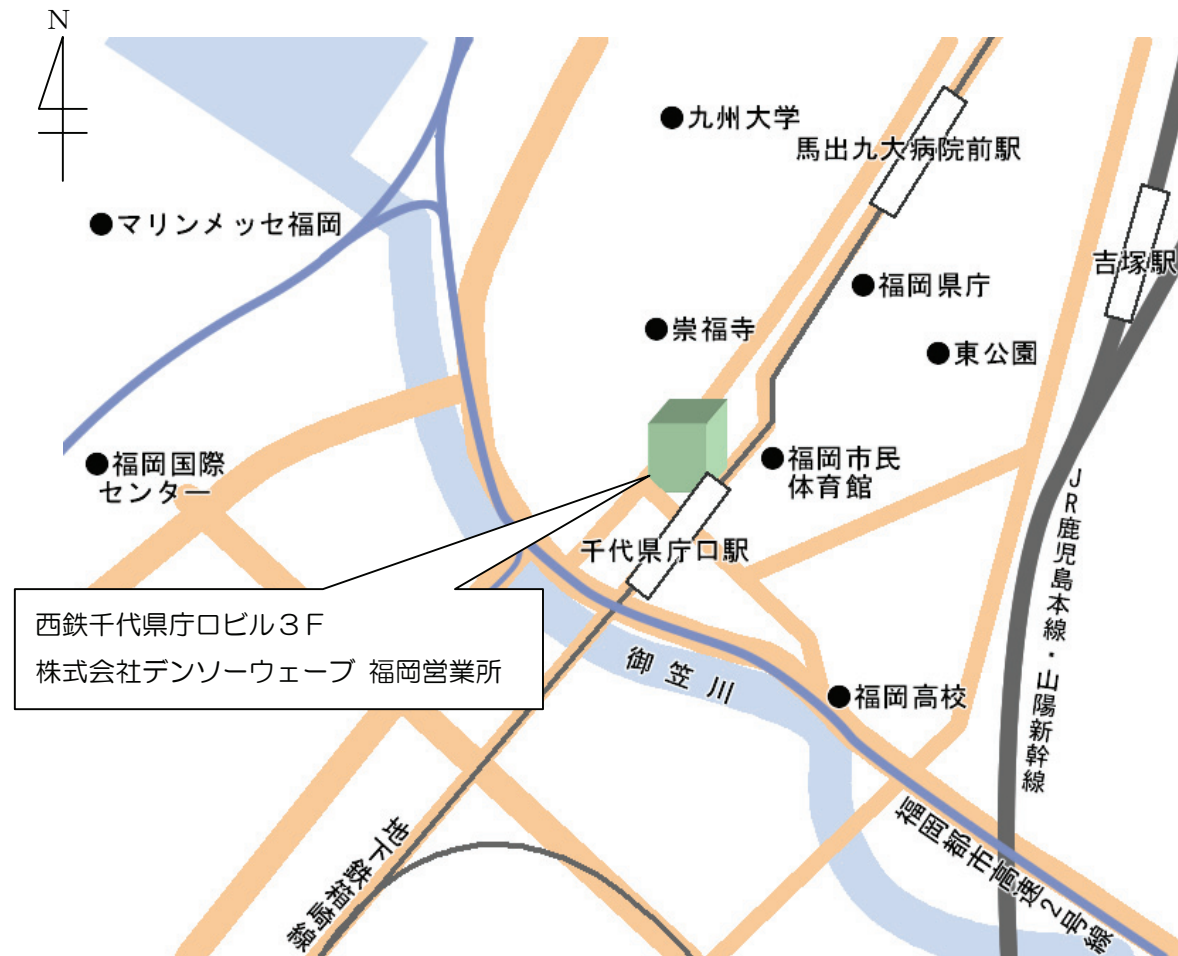 N
九州大学
馬出九大病院前駅
マリンメッセ福岡
吉塚駅
福岡県庁
崇福寺
東公園
福岡国際
センター
福岡市民
体育館
千代県庁口駅
JR鹿児島本線・山陽新幹線
西鉄千代県庁口ビル３Ｆ
株式会社デンソーウェーブ 福岡営業所
御笠川
福岡高校
福岡都市高速2号線
地下鉄箱崎線